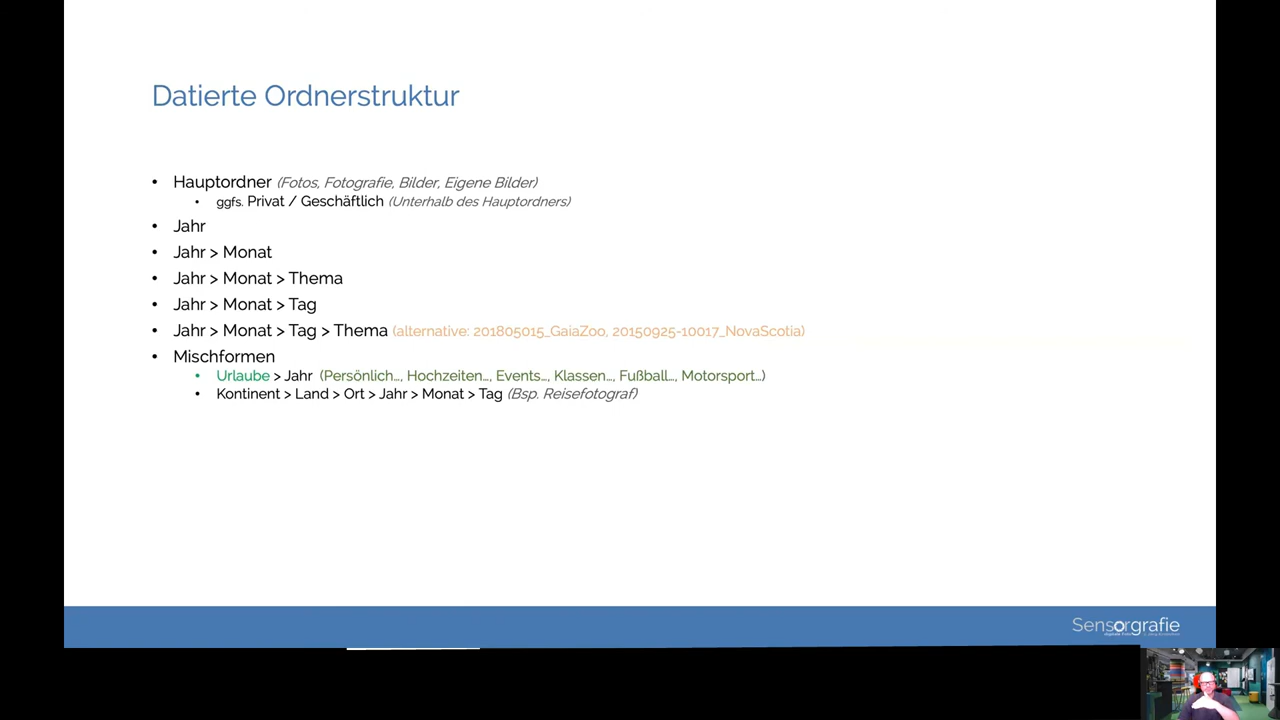 Datierte Ordnerstruktur
• Hauptordner (Fotos, Fotografie, Bilder, Eigene Bilder)
• ggfs. Privat / Geschäftlich (Unterhalb des Hauptordners)
• Jahr
• Jahr > Monat
• Jahr > Monat > Thema
• Jahr > Monat > Tag
• Jahr > Monat > Tag > Thema (alternative: 201805015_GaiaZoo, 20150925-10017_NovaScotia)
• Mischformen
• Urlaube > Jahr (Persönlich…, Hochzeiten…, Events…, Klassen…, Fußball…, Motorsport…)
• Kontinent > Land > Ort > Jahr > Monat > Tag (Bsp. Reisefotograf)
Sensorgrafie